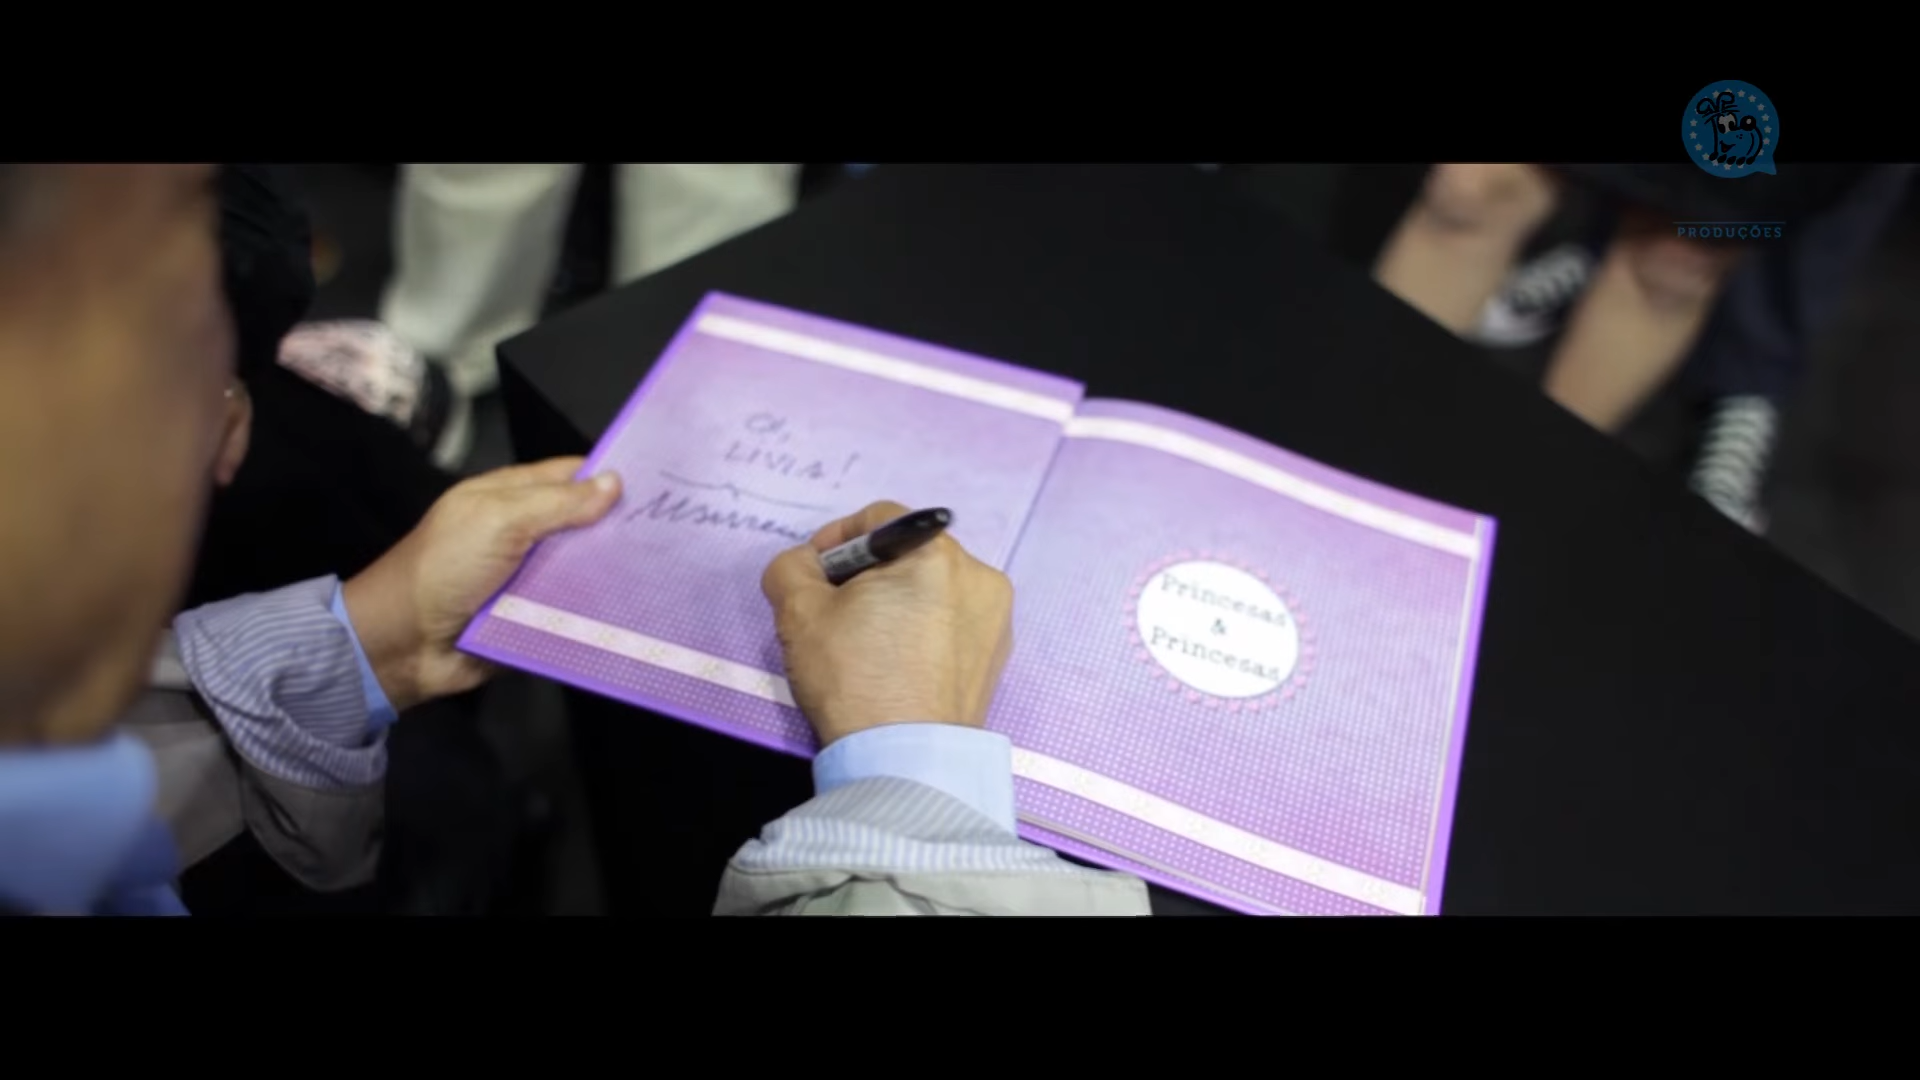 PRODUÇÕES
OI,
LIVIA!
Princesas
&
Princesas